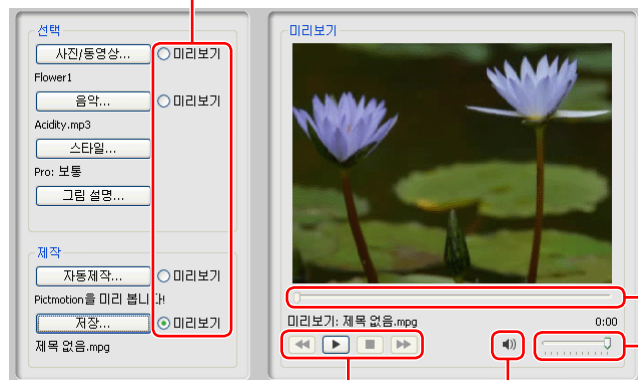 선택
사진/동영상...
미리보기
Flower1
음악...
미리보기
Acidity.mp3
스타일...
Pro: 보통
그림 설명...
제작
자동제작...
미리보기
Pictmotion을 미리 봅니
저장...
미리보기
제목 없음.mpg
미리보기
미리보기: 제목 없음.mpg
0:00